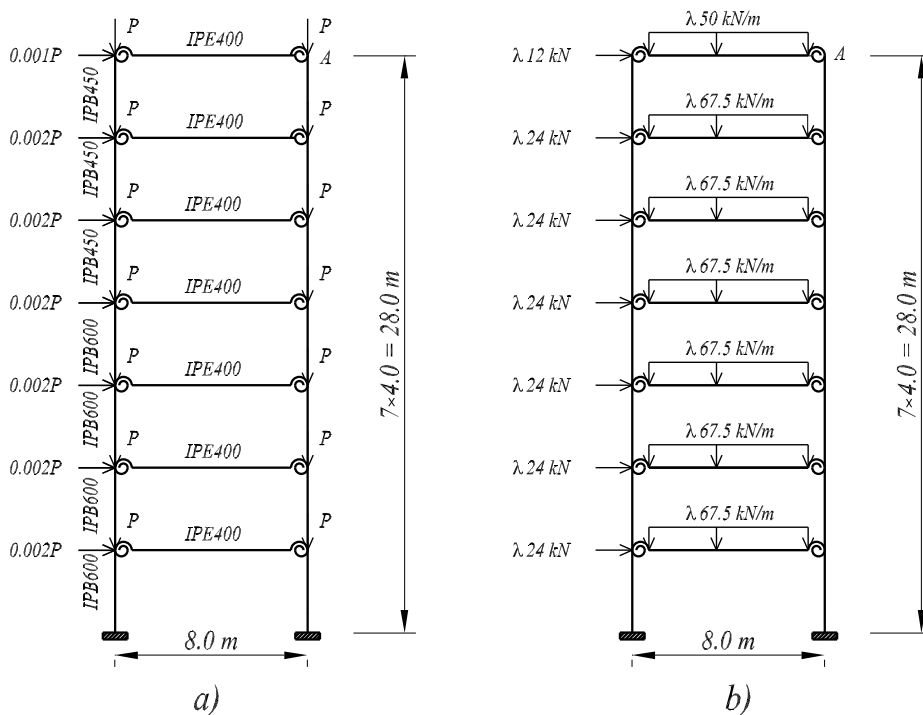 P P λ 50 kN/m
0.001P IPE400 A λ 12 kN A
IPB450
P P λ 67.5 kN/m
0.002P IPE400 λ 24 kN
IPB450
P P λ 67.5 kN/m
0.002P IPE400 λ 24 kN
IPB450
P P λ 67.5 kN/m
0.002P IPE400 λ 24 kN
IPB600
7×4.0 = 28.0 m 7×4.0 = 28.0 m
P P λ 67.5 kN/m
0.002P IPE400 λ 24 kN
IPB600
P P λ 67.5 kN/m
0.002P IPE400 λ 24 kN
IPB600
P P λ 67.5 kN/m
0.002P IPE400 λ 24 kN
IPB600
8.0 m 8.0 m
a) b)